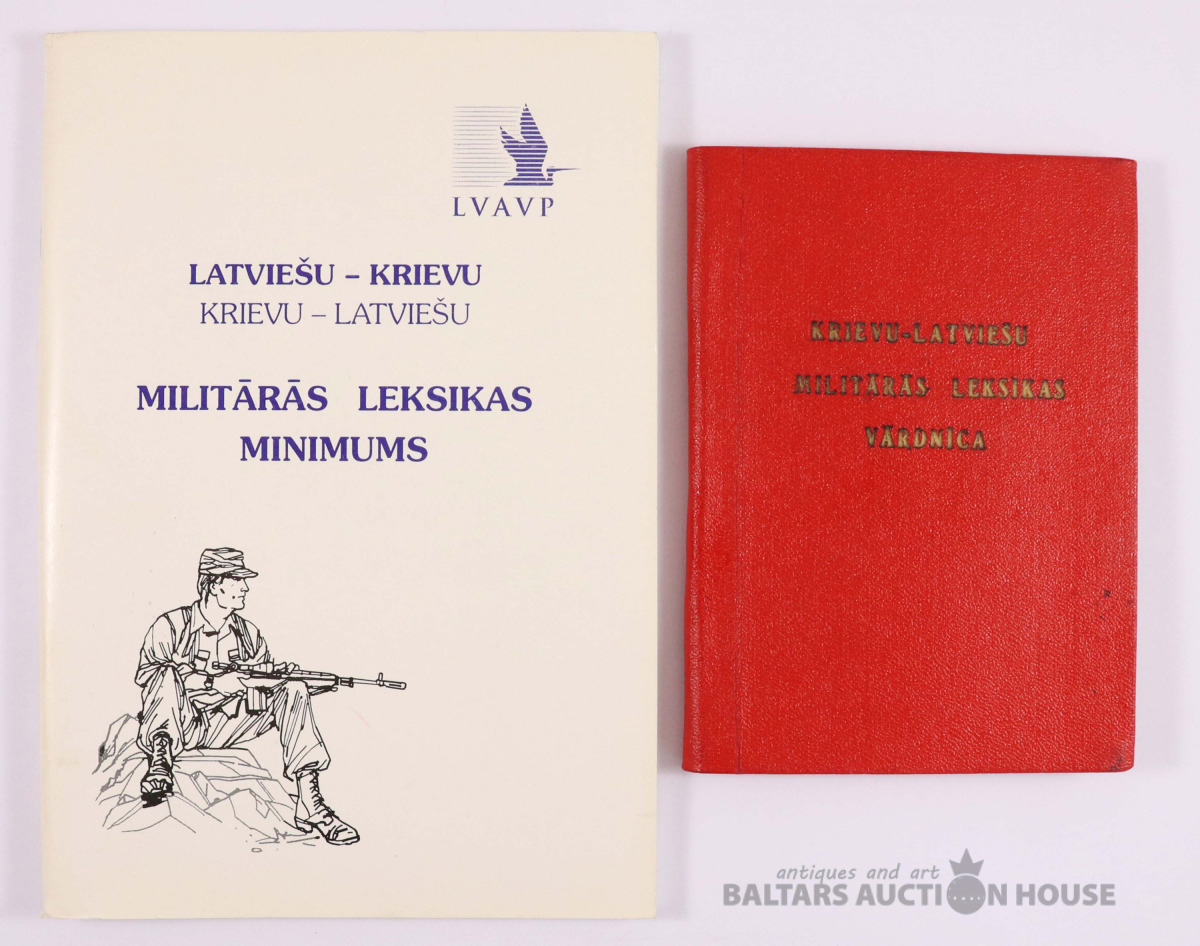 LVAVP
LATVIEŠU – KRIEVU
KRIEVU – LATVIEŠU
MILITĀRĀS LEKSIKAS
MINIMUMS
KRIEVU-LATVIEŠU
MILITĀRĀS LEKSIKAS
VĀRDNĪCA
antiques and art
BALTARS AUCTION HOUSE